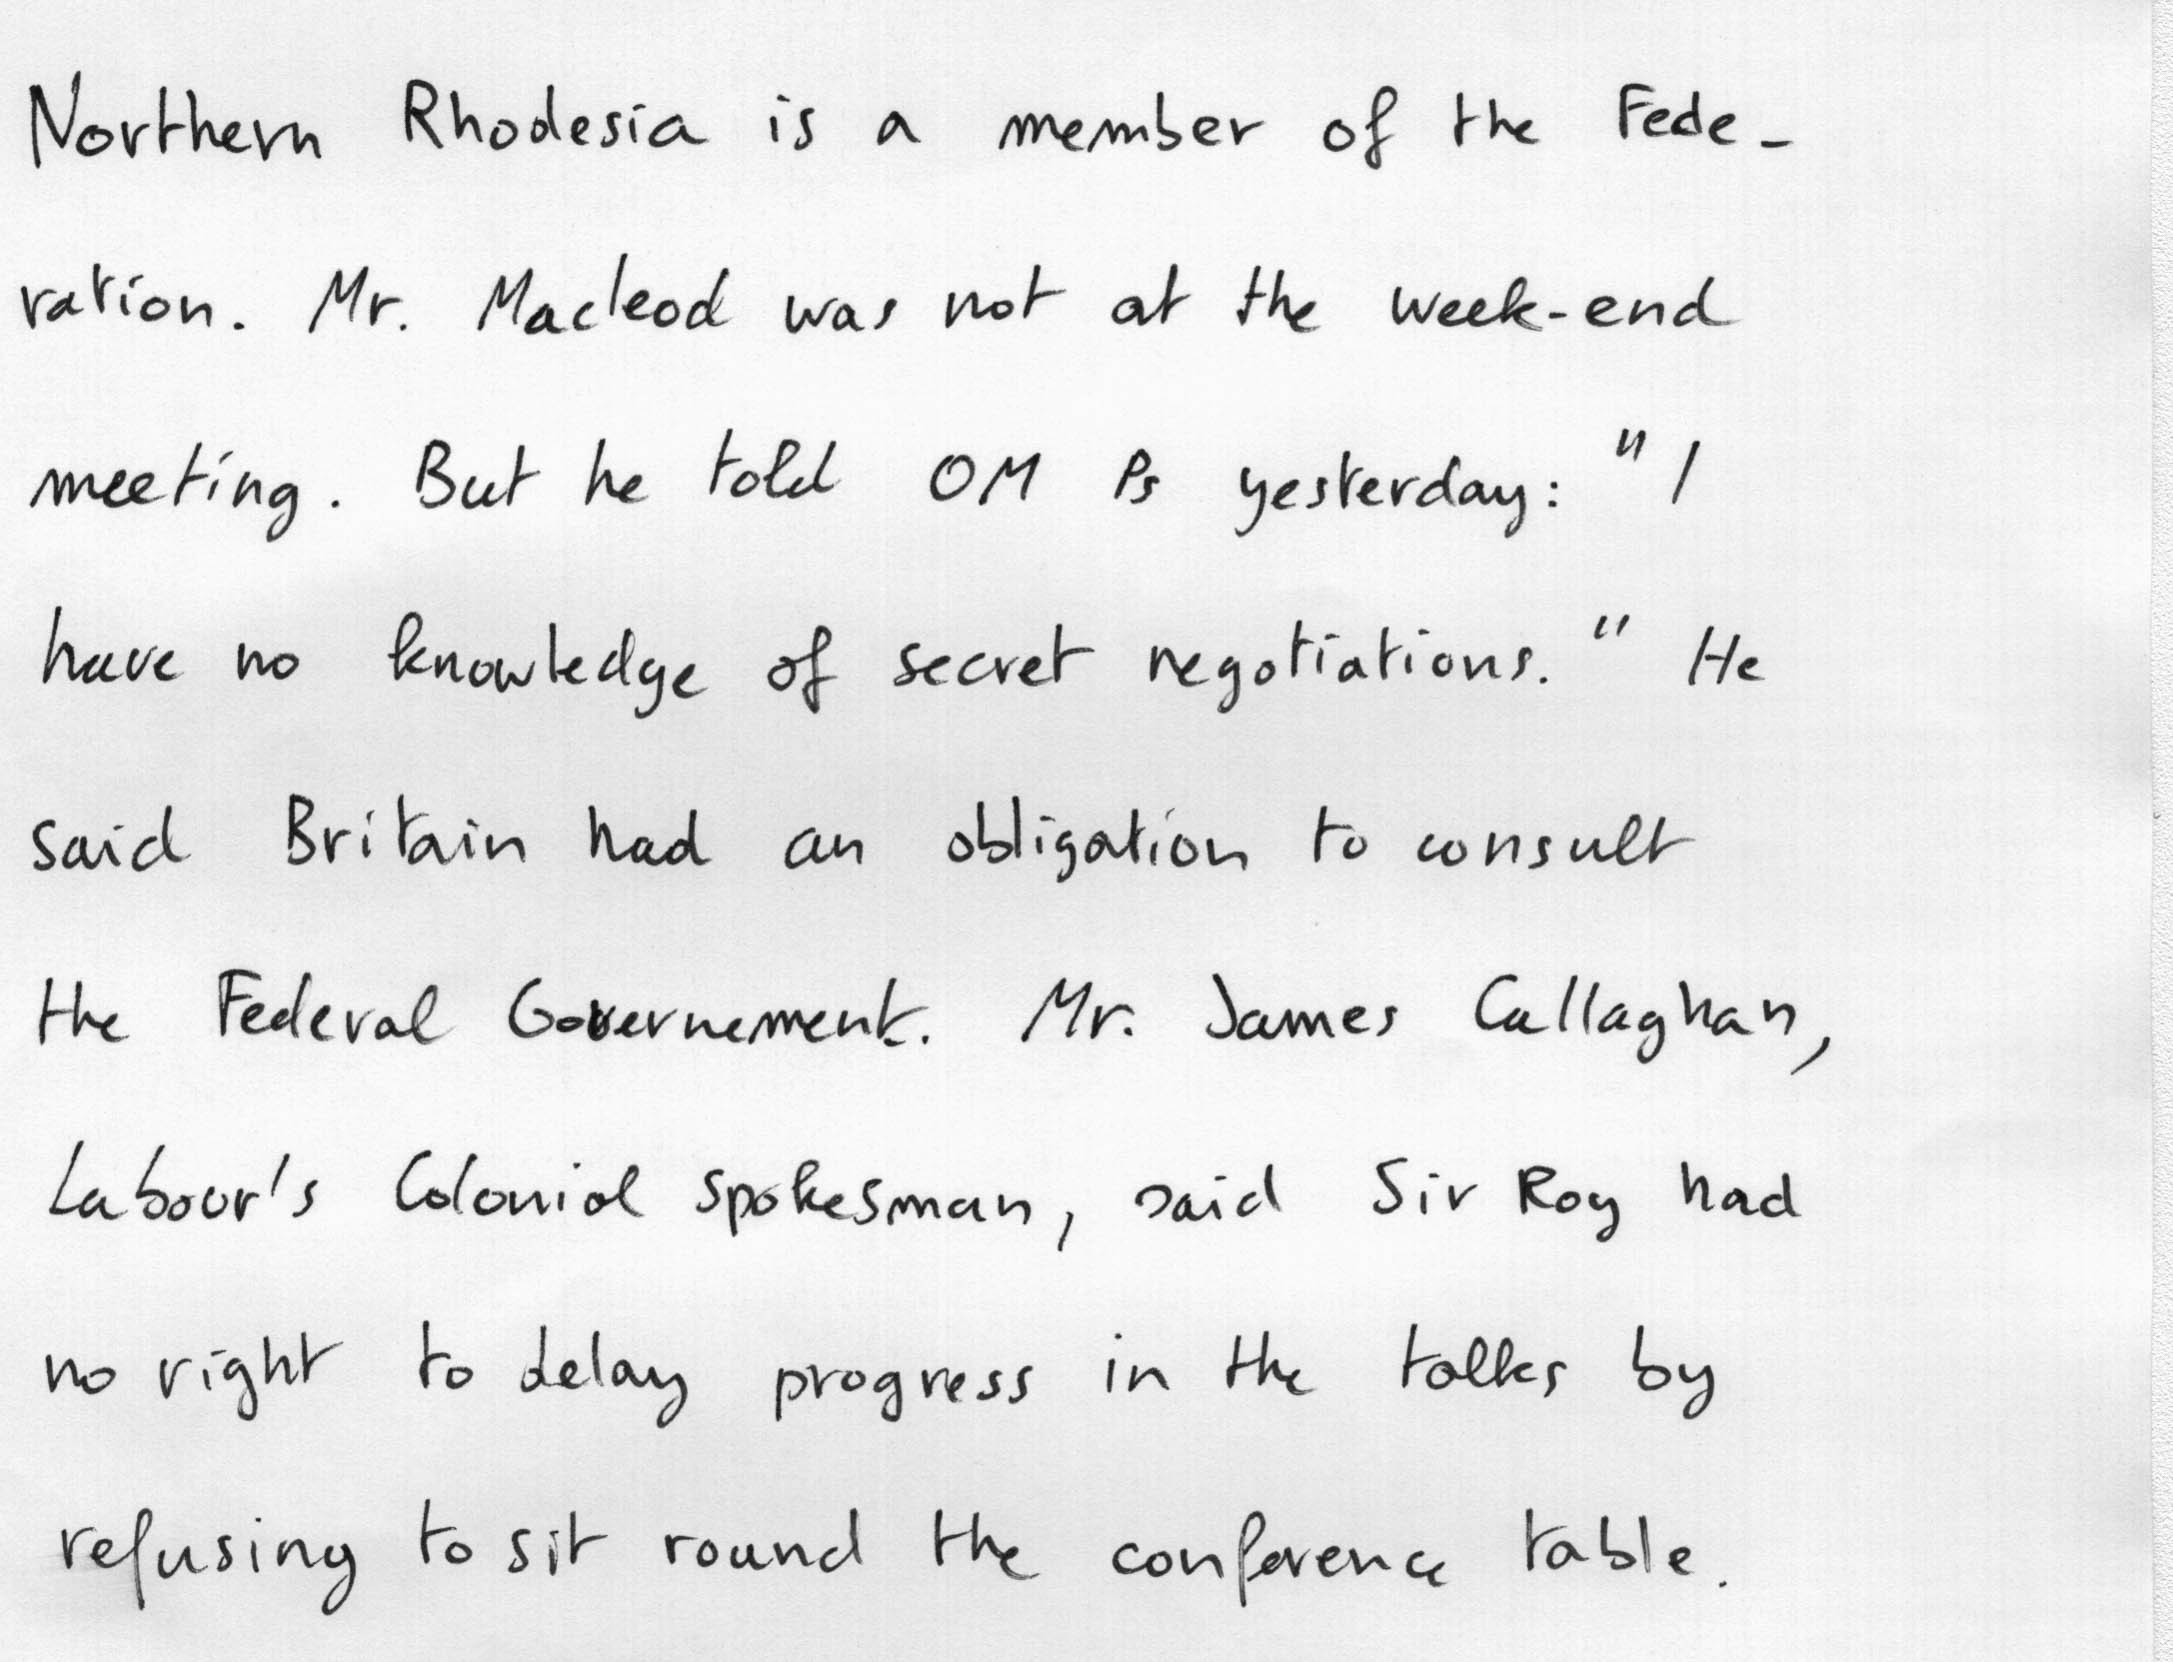 Northern Rhodesia is a member of the Fede-
ration. Mr. Macleod was not at the week-end
meeting. But he told OM Ps yesterday: "I
have no knowledge of secret negotiations." He
said Britain had an obligation to consult
the Federal Governement. Mr. James Callaghan,
Labour's Colonial spokesman, said Sir Roy had
no right to delay progress in the talks by
refusing to sit round the conference table.